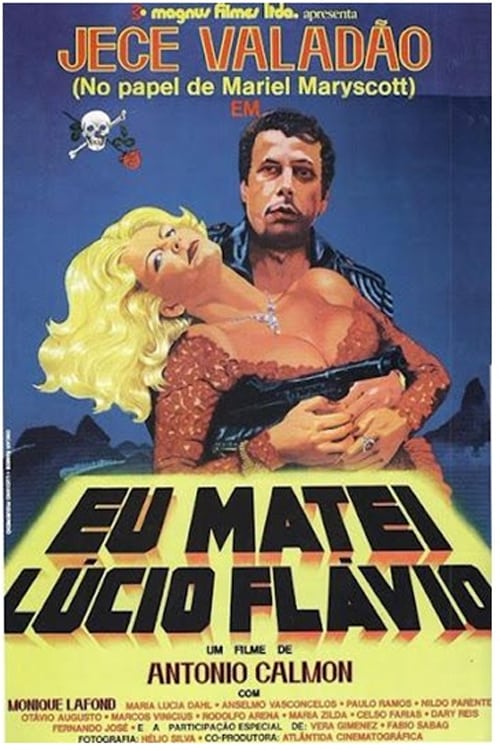 magnus filmes ltda. apresenta
JECE VALADÃO
(No papel de Mariel Maryscott)
EM
EU MATEI
LÚCIO FLÁVIO
UM FILME DE
ANTONIO CALMON
COM
MONIQUE LAFOND MARIA LUCIA DAHL - ANSELMO VASCONCELOS - PAULO RAMOS - NILDO PARENTE
OTÁVIO AUGUSTO - MARCOS VINICIUS - RODOLFO ARENA - MARIA ZILDA - CELSO FARIAS - DARY REIS
FERNANDO JOSÉ - E A PARTICIPAÇÃO ESPECIAL DE: VERA GIMENEZ - FABIO SABAG
FOTOGRAFIA: HÉLIO SILVA - CO-PRODUTORA: ATLÂNTIDA CINEMATOGRÁFICA